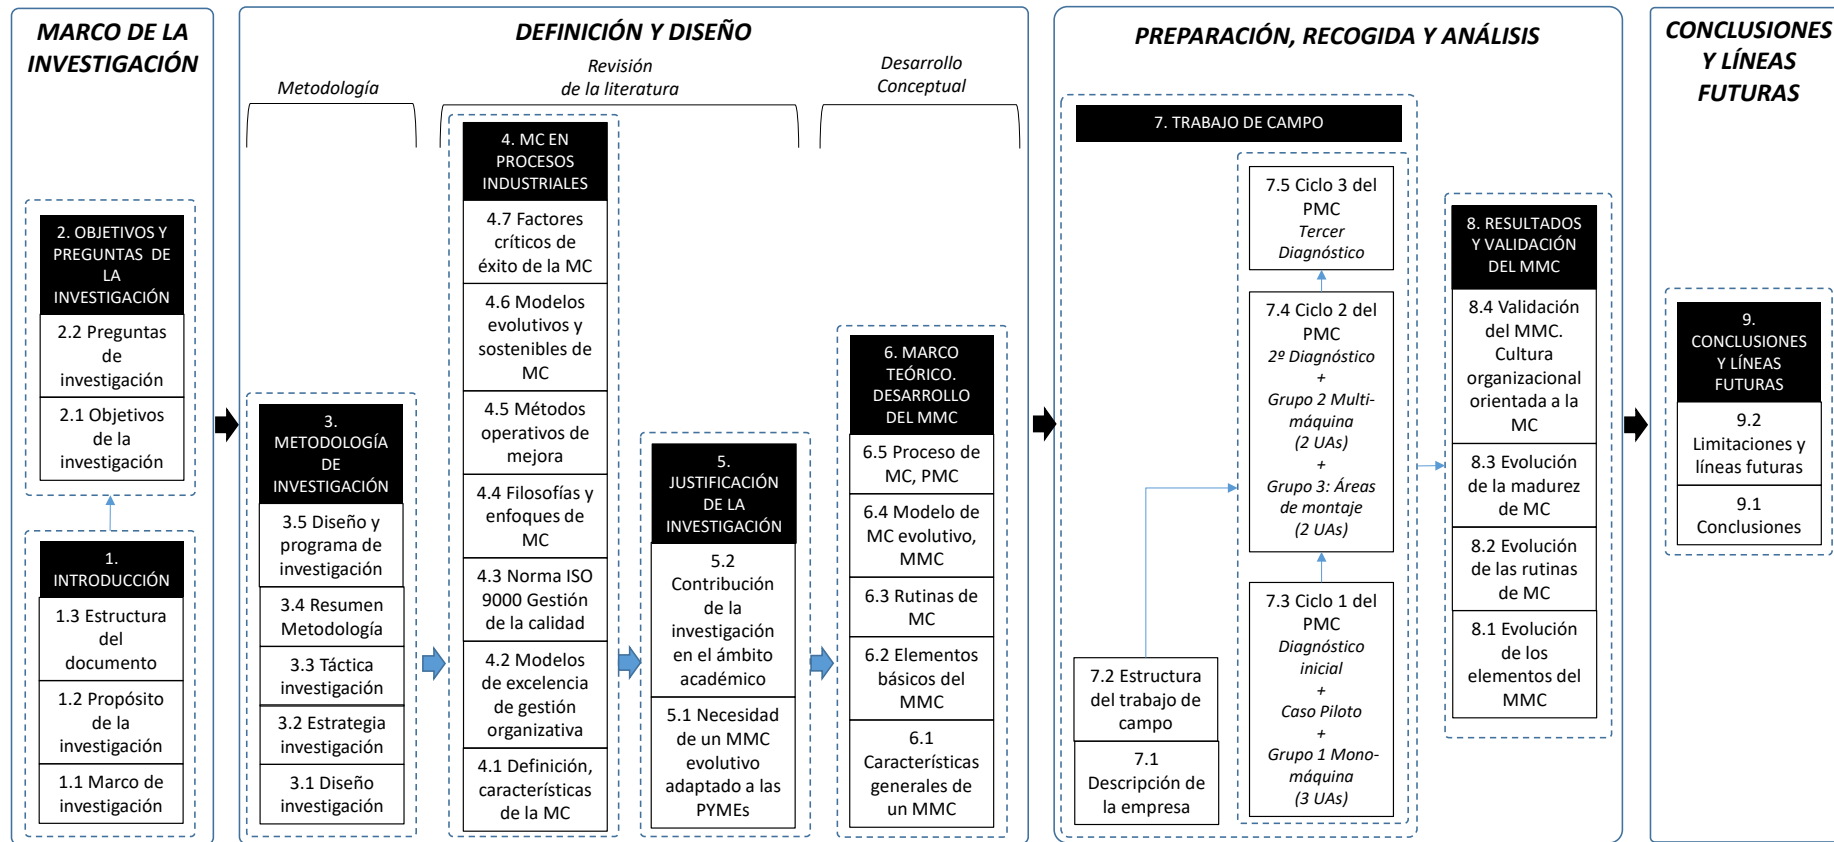 MARCO DE LA
INVESTIGACIÓN
2. OBJETIVOS Y
PREGUNTAS DE
LA
INVESTIGACIÓN
2.2 Preguntas
de
investigación
2.1 Objetivos
de la
investigación
1.
INTRODUCCIÓN
1.3 Estructura
del
documento
1.2 Propósito
de la
investigación
1.1 Marco de
investigación
DEFINICIÓN Y DISEÑO
Metodología
3.
METODOLOGÍA
DE
INVESTIGACIÓN
3.5 Diseño y
programa de
investigación
3.4 Resumen
Metodología
3.3 Táctica
investigación
3.2 Estrategia
investigación
3.1 Diseño
investigación
Revisión
de la literatura
4. MC EN
PROCESOS
INDUSTRIALES
4.7 Factores
críticos de
éxito de la MC
4.6 Modelos
evolutivos y
sostenibles de
MC
4.5 Métodos
operativos de
mejora
4.4 Filosofías y
enfoques de
MC
4.3 Norma ISO
9000 Gestión
de la calidad
4.2 Modelos
de excelencia
de gestión
organizativa
4.1 Definición,
características
de la MC
5.
JUSTIFICACIÓN
DE LA
INVESTIGACIÓN
5.2
Contribución
de la
investigación
en el ámbito
académico
5.1 Necesidad
de un MMC
evolutivo
adaptado a las
PYMEs
Desarrollo
Conceptual
6. MARCO
TEÓRICO.
DESARROLLO
DEL MMC
6.5 Proceso de
MC, PMC
6.4 Modelo de
MC evolutivo,
MMC
6.3 Rutinas de
MC
6.2 Elementos
básicos del
MMC
6.1
Características
generales de
un MMC
PREPARACIÓN, RECOGIDA Y ANÁLISIS
7. TRABAJO DE CAMPO
7.2 Estructura
del trabajo de
campo
7.1
Descripción de
la empresa
7.5 Ciclo 3 del
PMC
Tercer
Diagnóstico
7.4 Ciclo 2 del
PMC
2º Diagnóstico
+
Grupo 2 Multi-
máquina
(2 UAs)
+
Grupo 3: Áreas
de montaje
(2 UAs)
7.3 Ciclo 1 del
PMC
Diagnóstico
inicial
+
Caso Piloto
+
Grupo 1 Mono-
máquina
(3 UAs)
8. RESULTADOS
Y VALIDACIÓN
DEL MMC
8.4 Validación
del MMC.
Cultura
organizacional
orientada a la
MC
8.3 Evolución
de la madurez
de MC
8.2 Evolución
de las rutinas
de MC
8.1 Evolución
de los
elementos del
MMC
CONCLUSIONES
Y LÍNEAS
FUTURAS
9.
CONCLUSIONES
Y LÍNEAS
FUTURAS
9.2
Limitaciones y
líneas futuras
9.1
Conclusiones